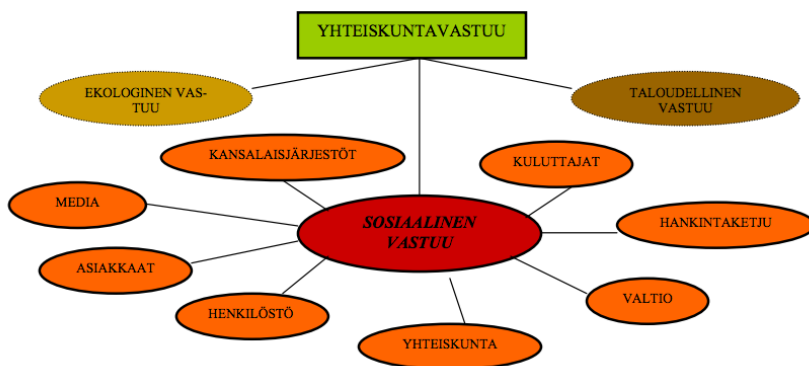 YHTEISKUNTAVASTUU
EKOLOGINEN VAS-
TUU
TALOUDELLINEN
VASTUU
KANSALAISJÄRJESTÖT
KULUTTAJAT
MEDIA
SOSIAALINEN
VASTUU
HANKINTAKETJU
ASIAKKAAT
HENKILÖSTÖ
VALTIO
YHTEISKUNTA